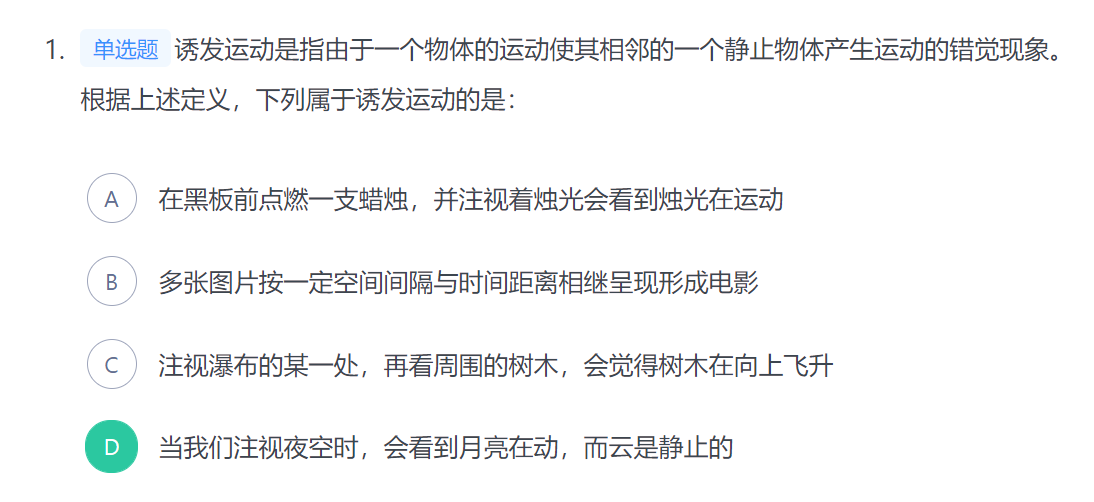 1. 单选题 诱发运动是指由于一个物体的运动使其相邻的一个静止物体产生运动的错觉现象。
根据上述定义，下列属于诱发运动的是：
A 在黑板前点燃一支蜡烛，并注视着烛光会看到烛光在运动
B 多张图片按一定空间间隔与时间距离相继呈现形成电影
C 注视瀑布的某一处，再看周围的树木，会觉得树木在向上飞升
D 当我们注视夜空时，会看到月亮在动，而云是静止的